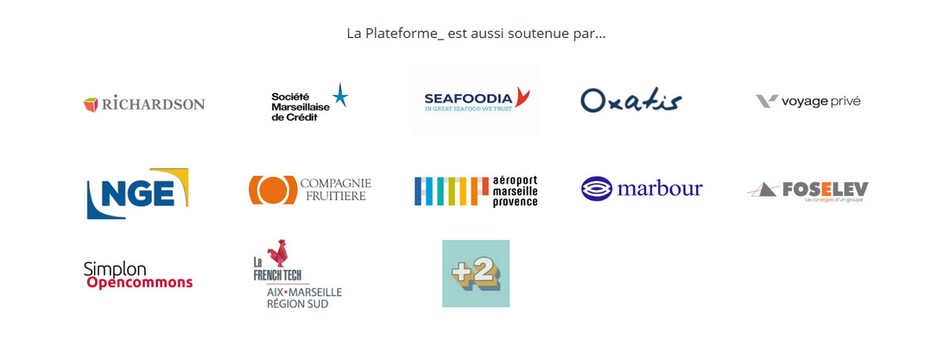 La Plateforme_ est aussi soutenue par...
RICHARDSON
Société
Marseillaise
de Crédit
SEAFOODIA
IN GREAT SEAFOOD WE TRUST
Oxatis
voyage privé
NGE
COMPAGNIE
FRUITIERE
aéroport
marseille
provence
marbour
FOSELEV
Les synergies d'un groupe
Simplon
Opencommons
La
FRENCH TECH
AIX•MARSEILLE
RÉGION SUD
+2